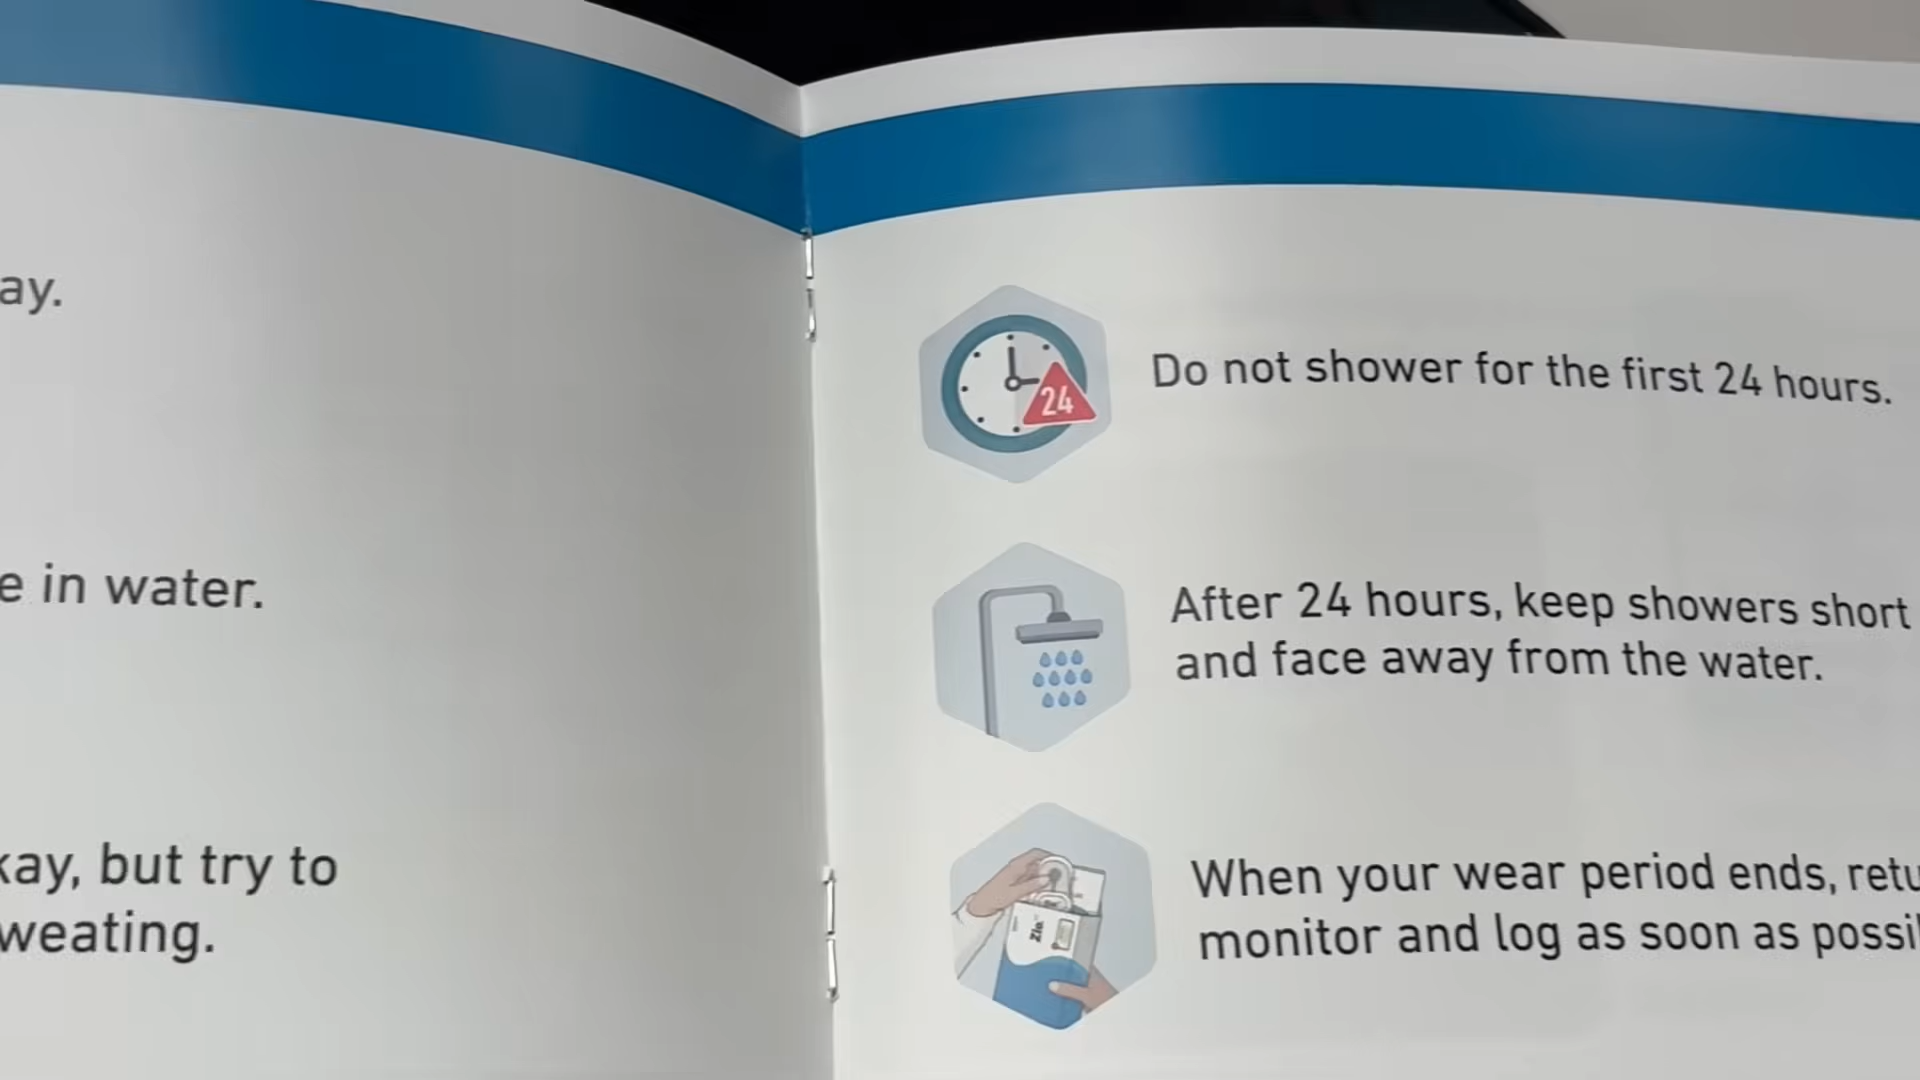 ay.
e in water.
kay, but try to
weating.
24
Do not shower for the first 24 hours.
After 24 hours, keep showers short
and face away from the water.
Zio
When your wear period ends, retu
monitor and log as soon as possi